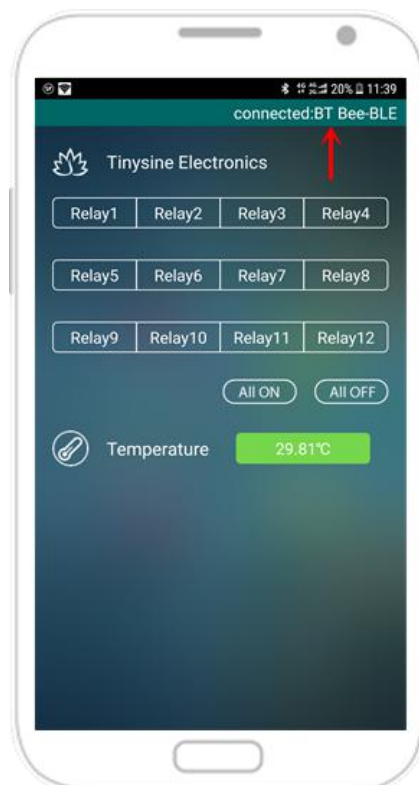 20% 11:39
connected:BT Bee-BLE
Tinysine Electronics
Relay1 Relay2 Relay3 Relay4
Relay5 Relay6 Relay7 Relay8
Relay9 Relay10 Relay11 Relay12
All ON All OFF
Temperature 29.81℃